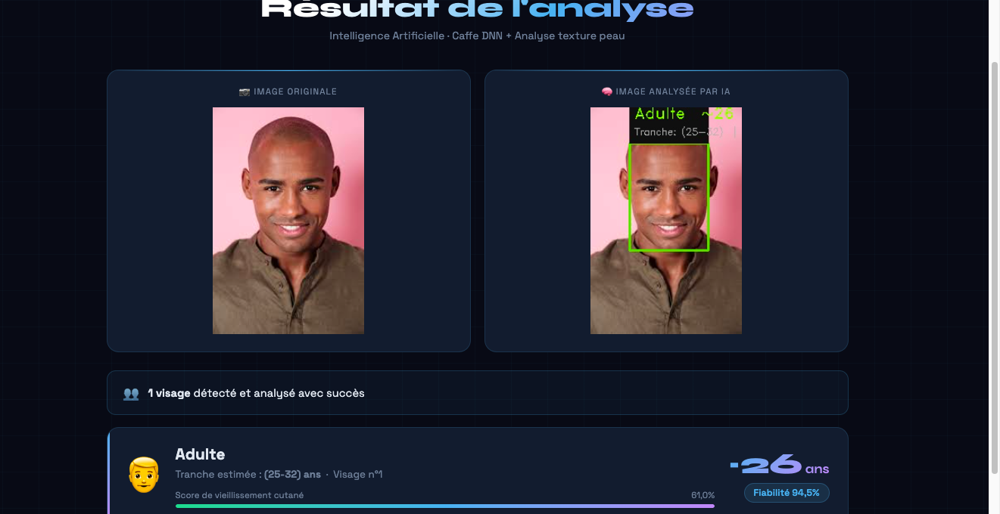 Résultat de l'analyse
Intelligence Artificielle · Caffe DNN + Analyse texture peau
IMAGE ORIGINALE
IMAGE ANALYSÉE PAR IA
Adulte ~26
Tranche: (25-32) |
1 visage détecté et analysé avec succès
Adulte
Tranche estimée : (25-32) ans · Visage n°1
~26 ans
Score de vieillissement cutané 61,0%
Fiabilité 94,5%